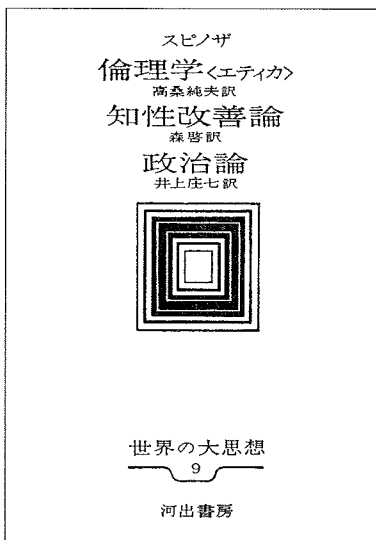 スピノザ
倫理学〈エティカ〉
高桑純夫訳
知性改善論
森啓訳
政治論
井上庄七訳
世界の大思想
9
河出書房